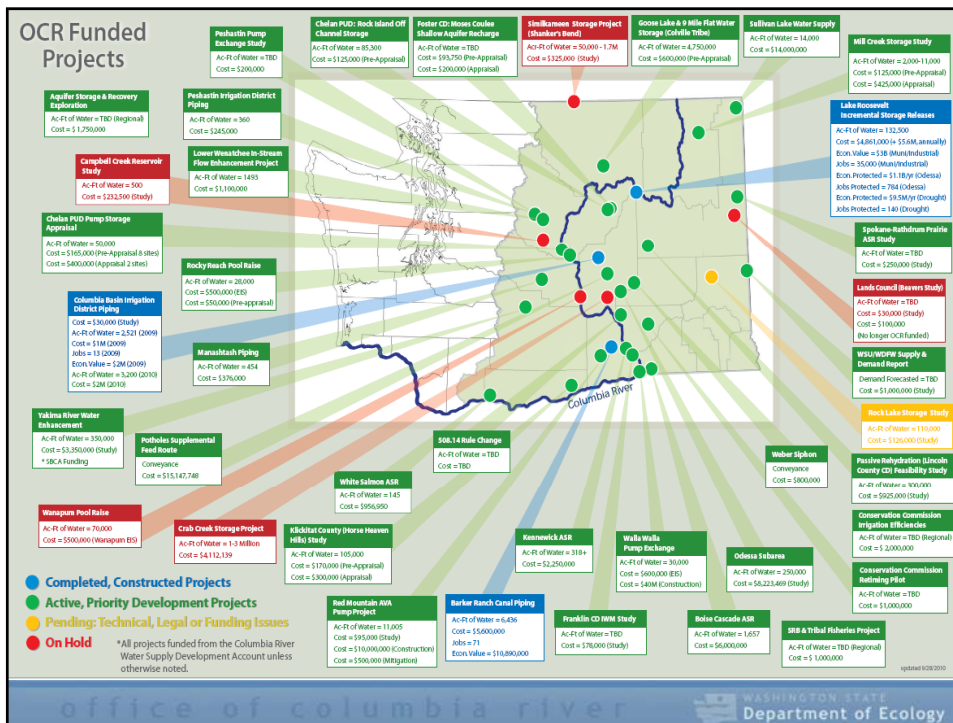 OCR Funded
Projects
Peshastin Pump
Exchange Study
Ac-Ft of Water = TBD
Cost = $200,000
Chelan PUD: Rock Island Off
Channel Storage
Ac-Ft of Water = 85,300
Cost = $125,000 (Pre-Appraisal)
Foster CD: Moses Coulee
Shallow Aquifer Recharge
Ac-Ft of Water = TBD
Cost = $93,750 (Pre-Appraisal)
Cost = $200,000 (Appraisal)
Similkameen Storage Project
(Shanker's Bend)
Acr-Ft of Water = 50,000 - 1.7M
Cost = $325,000 (Study)
Goose Lake & 9 Mile Flat Water
Storage (Colville Tribe)
Ac-Ft of Water = 4,750,000
Cost = $600,000 (Pre-Appraisal)
Sullivan Lake Water Supply
Ac-Ft of Water = 14,000
Cost = $14,000,000
Mill Creek Storage Study
Ac-Ft of Water = 2,000-11,000
Cost = $125,000 (Pre-Appraisal)
Cost = $425,000 (Appraisal)
Aquifer Storage & Recovery
Exploration
Ac-Ft of Water = TBD (Regional)
Cost = $ 1,750,000
Peshastin Irrigation District
Piping
Ac-Ft of Water = 360
Cost = $245,000
Lake Roosevelt
Incremental Storage Releases
Ac-Ft of Water = 132,500
Cost = $4,861,000 (+ $5.6M, annually)
Econ. Value = $3B (Muni/Industrial)
Jobs = 35,000 (Muni/Industrial)
Econ. Protected = $1.1B/yr (Odessa)
Jobs Protected = 784 (Odessa)
Econ. Protected = $9.5M/yr (Drought)
Jobs Protected = 140 (Drought)
Campbell Creek Reservoir
Study
Ac-Ft of Water = 500
Cost = $232,500 (Study)
Lower Wenatchee In-Stream
Flow Enhancement Project
Ac-Ft of Water = 1493
Cost = $1,100,000
Chelan PUD Pump Storage
Appraisal
Ac-Ft of Water = 50,000
Cost = $165,000 (Pre-Appraisal 8 sites)
Cost = $400,000 (Appraisal 2 sites)
Spokane-Rathdrum Prairie
ASR Study
Ac-Ft of Water = TBD
Cost = $250,000 (Study)
Rocky Reach Pool Raise
Ac-Ft of Water = 28,000
Cost = $500,000 (EIS)
Cost = $50,000 (Pre-appraisal)
Lands Council (Beavers Study)
Ac-Ft of Water = TBD
Cost = $30,000 (Study)
Cost = $100,000
(No longer OCR funded)
Columbia Basin Irrigation
District Piping
Cost = $30,000 (Study)
Ac-Ft of Water = 2,521 (2009)
Cost = $1M (2009)
Jobs = 13 (2009)
Econ. Value = $2M (2009)
Ac-Ft of Water = 3,200 (2010)
Cost = $2M (2010)
Manashtash Piping
Ac-Ft of Water = 454
Cost = $376,000
WSU/WDFW Supply &
Demand Report
Demand Forecasted = TBD
Cost = $1,000,000 (Study)
Columbia River
Rock Lake Storage Study
Ac-Ft of Water = 110,000
Cost = $126,000 (Study)
Yakima River Water
Enhancement
Ac-Ft of Water = 350,000
Cost = $3,350,000 (Study)
* SBCA Funding
Potholes Supplemental
Feed Route
Conveyance
Cost = $15,147,748
508.14 Rule Change
Ac-Ft of Water = TBD
Cost = TBD
Weber Siphon
Conveyance
Cost = $800,000
Passive Rehydration (Lincoln
County CD) Feasibility Study
Ac-Ft of Water = 300,000
Cost = $925,000 (Study)
White Salmon ASR
Ac-Ft of Water = 145
Cost = $956,950
Wanapum Pool Raise
Ac-Ft of Water = 70,000
Cost = $500,000 (Wanapum EIS)
Crab Creek Storage Project
Ac-Ft of Water = 1-3 Million
Cost = $4,112,139
Klickitat County (Horse Heaven
Hills) Study
Ac-Ft of Water = 105,000
Cost = $170,000 (Pre-Appraisal)
Cost = $300,000 (Appraisal)
Kennewick ASR
Ac-Ft of Water = 318+
Cost = $2,250,000
Walla Walla
Pump Exchange
Ac-Ft of Water = 30,000
Cost = $600,000 (EIS)
Cost = $40M (Construction)
Odessa Subarea
Ac-Ft of Water = 250,000
Cost = $8,223,469 (Study)
Conservation Commission
Irrigation Efficiencies
Ac-Ft of Water = TBD (Regional)
Cost = $ 2,000,000
Conservation Commission
Retiming Pilot
Cost = $1,000,000
Completed, Constructed Projects
Active, Priority Development Projects
Pending: Technical, Legal or Funding Issues
On Hold
*All projects funded from the Columbia River
Water Supply Development Account unless
otherwise noted.
Red Mountain AVA
Pump Project
Ac-Ft of Water = 11,005
Cost = $95,000 (Study)
Cost = $10,000,000 (Construction)
Cost = $500,000 (Mitigation)
Barker Ranch Canal Piping
Ac-Ft of Water = 6,436
Cost = $5,600,000
Jobs = 71
Econ. Value = $10,890,000
Franklin CD IWM Study
Ac-Ft of Water = TBD
Cost = $78,000 (Study)
Boise Cascade ASR
Ac-Ft of Water = 1,657
Cost = $6,000,000
SRB & Tribal Fisheries Project
Ac-Ft of Water = TBD (Regional)
Cost = $ 1,000,000
updated 9/28/2010
office of columbia river
WASHINGTON STATE
Department of Ecology